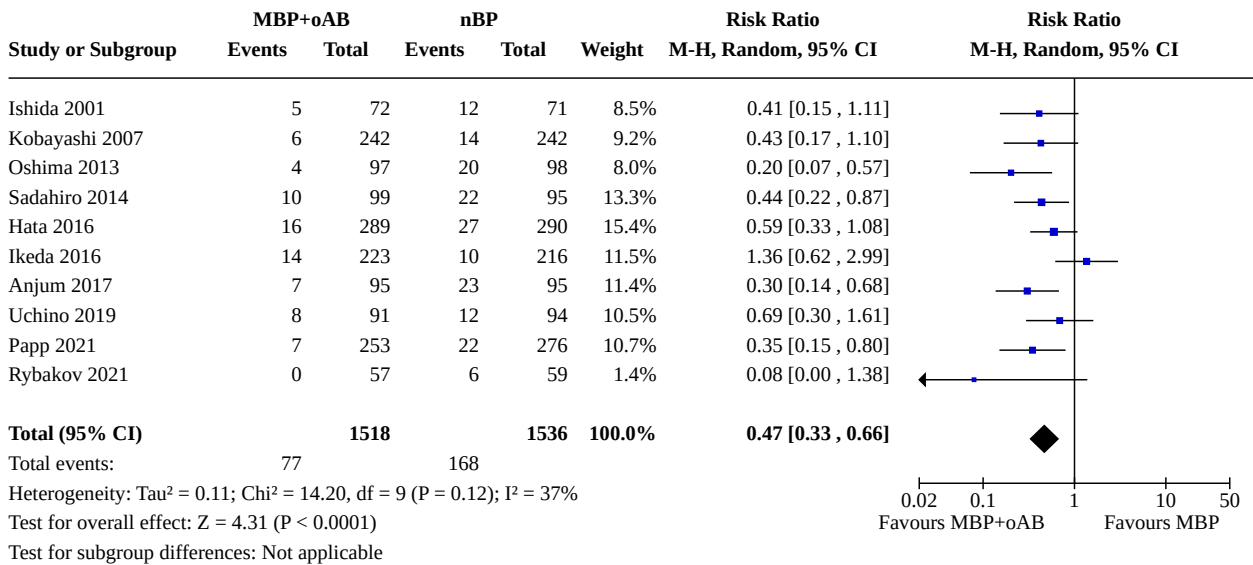 MBP+oAB nBP Risk Ratio Risk Ratio
Study or Subgroup Events Total Events Total Weight M-H, Random, 95% CI M-H, Random, 95% CI
Ishida 2001 5 72 12 71 8.5% 0.41 [0.15 , 1.11]
Kobayashi 2007 6 242 14 242 9.2% 0.43 [0.17 , 1.10]
Oshima 2013 4 97 20 98 8.0% 0.20 [0.07 , 0.57]
Sadahiro 2014 10 99 22 95 13.3% 0.44 [0.22 , 0.87]
Hata 2016 16 289 27 290 15.4% 0.59 [0.33 , 1.08]
Ikeda 2016 14 223 10 216 11.5% 1.36 [0.62 , 2.99]
Anjum 2017 7 95 23 95 11.4% 0.30 [0.14 , 0.68]
Uchino 2019 8 91 12 94 10.5% 0.69 [0.30 , 1.61]
Papp 2021 7 253 22 276 10.7% 0.35 [0.15 , 0.80]
Rybakov 2021 0 57 6 59 1.4% 0.08 [0.00 , 1.38]
Total (95% CI) 1518 1536 100.0% 0.47 [0.33 , 0.66]
Total events: 77 168
Heterogeneity: Tau² = 0.11; Chi² = 14.20, df = 9 (P = 0.12); I² = 37%
0.02 0.1 1 10 50
Test for overall effect: Z = 4.31 (P < 0.0001)
Favours MBP+oAB Favours MBP
Test for subgroup differences: Not applicable